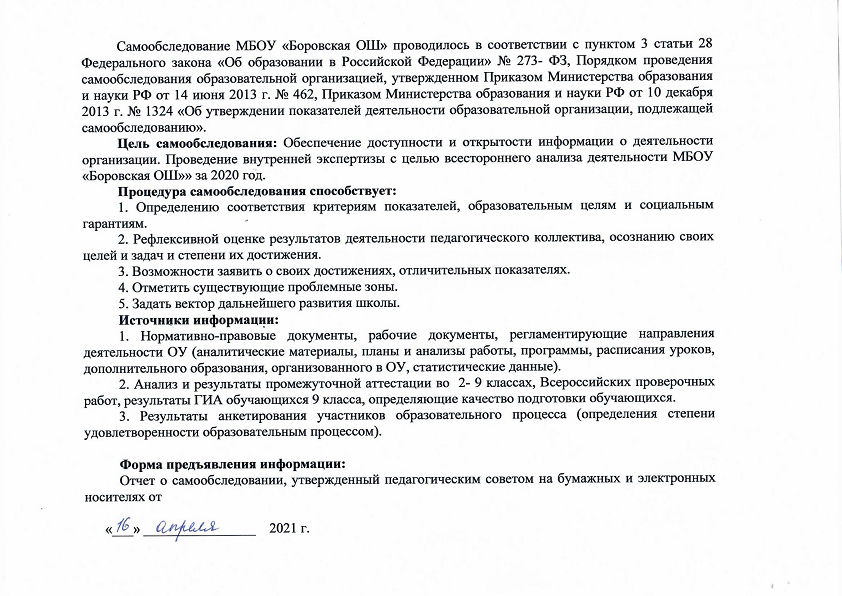 Самообследование МБОУ «Боровская ОШ» проводилось в соответствии с пунктом 3 статьи 28
Федерального закона «Об образовании в Российской Федерации» № 273- ФЗ, Порядком проведения
самообследования образовательной организацией, утвержденном Приказом Министерства образования
и науки РФ от 14 июня 2013 г. № 462, Приказом Министерства образования и науки РФ от 10 декабря
2013 г. № 1324 «Об утверждении показателей деятельности образовательной организации, подлежащей
самообследованию».
Цель самообследования: Обеспечение доступности и открытости информации о деятельности
организации. Проведение внутренней экспертизы с целью всестороннего анализа деятельности МБОУ
«Боровская ОШ»» за 2020 год.
Процедура самообследования способствует:
1. Определению соответствия критериям показателей, образовательным целям и социальным
гарантиям.
2. Рефлексивной оценке результатов деятельности педагогического коллектива, осознанию своих
целей и задач и степени их достижения.
3. Возможности заявить о своих достижениях, отличительных показателях.
4. Отметить существующие проблемные зоны.
5. Задать вектор дальнейшего развития школы.
Источники информации:
1. Нормативно-правовые документы, рабочие документы, регламентирующие направления
деятельности ОУ (аналитические материалы, планы и анализы работы, программы, расписания уроков,
дополнительного образования, организованного в ОУ, статистические данные).
2. Анализ и результаты промежуточной аттестации во 2- 9 классах, Всероссийских проверочных
работ, результаты ГИА обучающихся 9 класса, определяющие качество подготовки обучающихся.
3. Результаты анкетирования участников образовательного процесса (определения степени
удовлетворенности образовательным процессом).
Форма предъявления информации:
Отчет о самообследовании, утвержденный педагогическим советом на бумажных и электронных
носителях от
«16» апреля 2021 г.